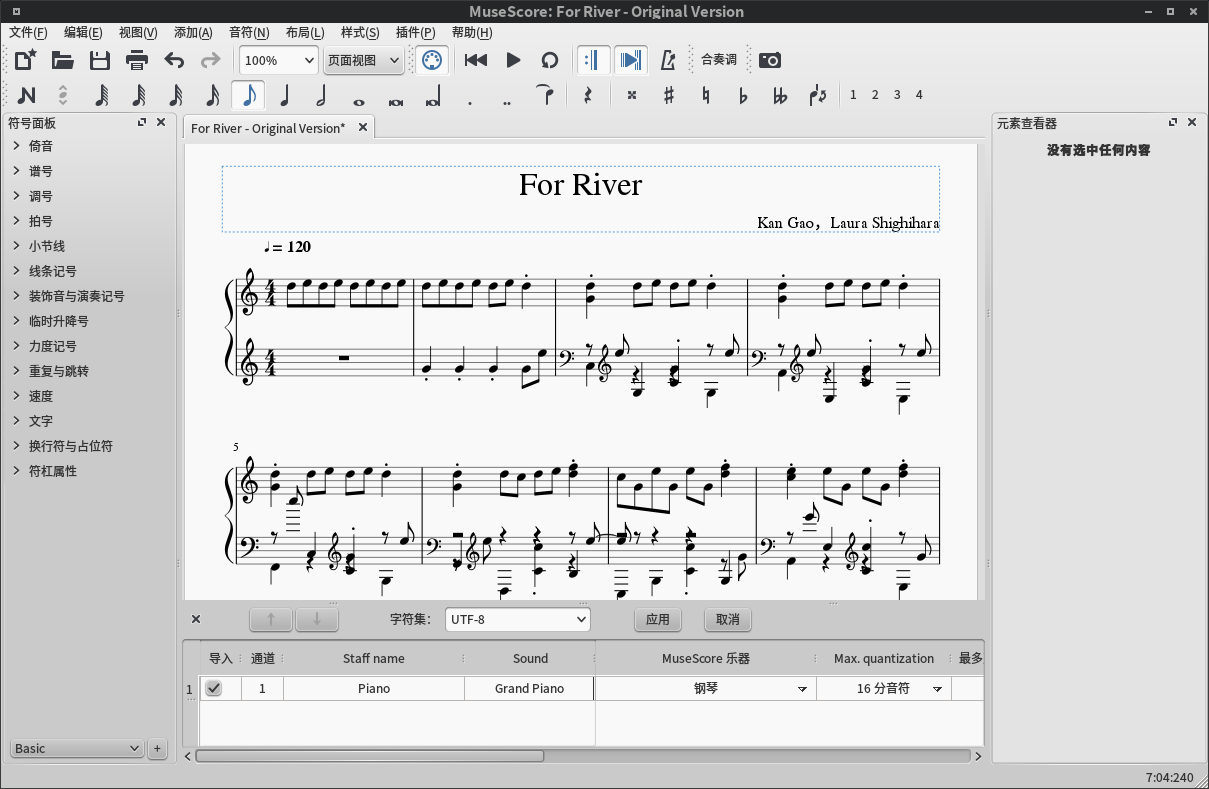 MuseScore: For River - Original Version
文件(F) 编辑(E) 视图(V) 添加(A) 音符(N) 布局(L) 样式(S) 插件(P) 帮助(H)
100% 页面视图 合奏调
1 2 3 4
符号面板
倚音
谱号
调号
拍号
小节线
线条记号
装饰音与演奏记号
临时升降号
力度记号
重复与跳转
速度
文字
换行符与占位符
符杠属性
Basic
+
For River - Original Version*
For River
Kan Gao，Laura Shighihara
= 120
5
字符集： UTF-8 应用 取消
导入 通道 Staff name Sound MuseScore 乐器 Max. quantization 最多
1 1 Piano Grand Piano 钢琴 16 分音符
元素查看器
没有选中任何内容
7:04:240